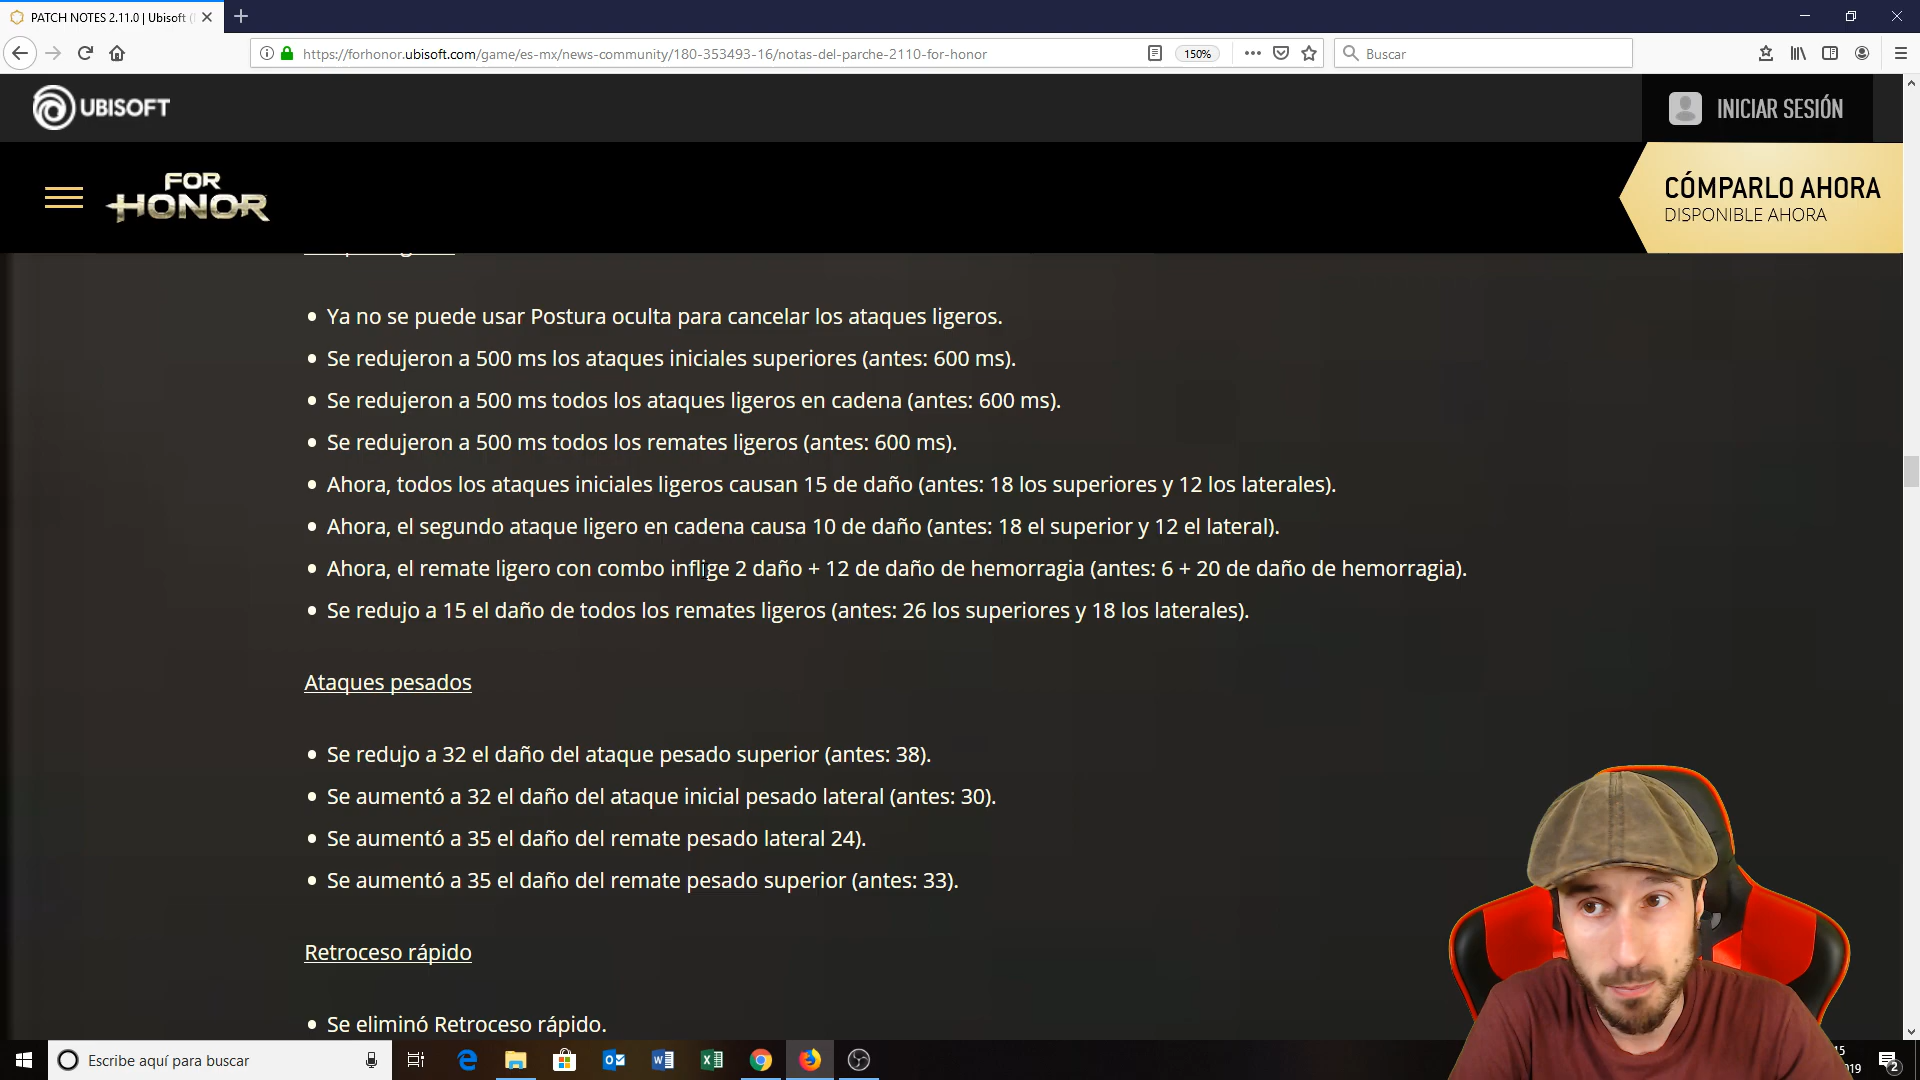 PATCH NOTES 2.11.0 | Ubisoft (
https://forhonor.ubisoft.com/game/es-mx/news-community/180-353493-16/notas-del-parche-2110-for-honor
150%
Buscar
UBISOFT
INICIAR SESIÓN
FOR HONOR
CÓMPARLO AHORA
DISPONIBLE AHORA
Ya no se puede usar Postura oculta para cancelar los ataques ligeros.
Se redujeron a 500 ms los ataques iniciales superiores (antes: 600 ms).
Se redujeron a 500 ms todos los ataques ligeros en cadena (antes: 600 ms).
Se redujeron a 500 ms todos los remates ligeros (antes: 600 ms).
Ahora, todos los ataques iniciales ligeros causan 15 de daño (antes: 18 los superiores y 12 los laterales).
Ahora, el segundo ataque ligero en cadena causa 10 de daño (antes: 18 el superior y 12 el lateral).
Ahora, el remate ligero con combo inflige 2 daño + 12 de daño de hemorragia (antes: 6 + 20 de daño de hemorragia).
Se redujo a 15 el daño de todos los remates ligeros (antes: 26 los superiores y 18 los laterales).
Ataques pesados
Se redujo a 32 el daño del ataque pesado superior (antes: 38).
Se aumentó a 32 el daño del ataque inicial pesado lateral (antes: 30).
Se aumentó a 35 el daño del remate pesado lateral 24).
Se aumentó a 35 el daño del remate pesado superior (antes: 33).
Retroceso rápido
Se eliminó Retroceso rápido.
Escribe aquí para buscar
15
019
2